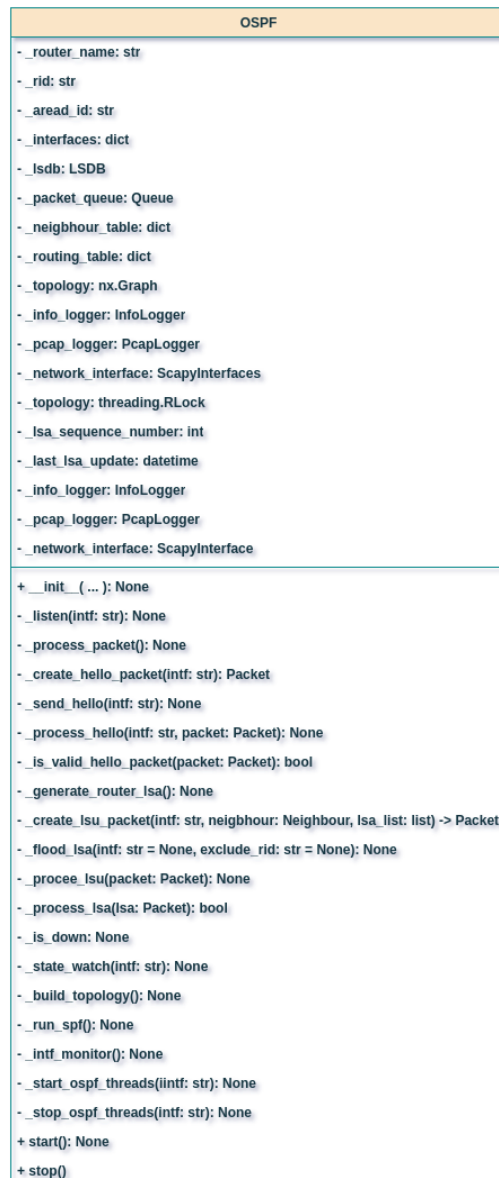 OSPF
- _router_name: str
- _rid: str
- _aread_id: str
- _interfaces: dict
- _lsdb: LSDB
- _packet_queue: Queue
- _neigbhour_table: dict
- _routing_table: dict
- _topology: nx.Graph
- _info_logger: InfoLogger
- _pcap_logger: PcapLogger
- _network_interface: ScapyInterfaces
- _topology: threading.RLock
- _lsa_sequence_number: int
- _last_lsa_update: datetime
- _info_logger: InfoLogger
- _pcap_logger: PcapLogger
- _network_interface: ScapyInterface
+ __init__( ... ): None
- _listen(intf: str): None
- _process_packet(): None
- _create_hello_packet(intf: str): Packet
- _send_hello(intf: str): None
- _process_hello(intf: str, packet: Packet): None
- _is_valid_hello_packet(packet: Packet): bool
- _generate_router_lsa(): None
- _create_lsu_packet(intf: str, neigbhour: Neighbour, lsa_list: list) -> Packet
- _flood_lsa(intf: str = None, exclude_rid: str = None): None
- _procee_lsu(packet: Packet): None
- _process_lsa(lsa: Packet): bool
- _is_down: None
- _state_watch(intf: str): None
- _build_topology(): None
- _run_spf(): None
- _intf_monitor(): None
- _start_ospf_threads(iintf: str): None
- _stop_ospf_threads(intf: str): None
+ start(): None
+ stop()